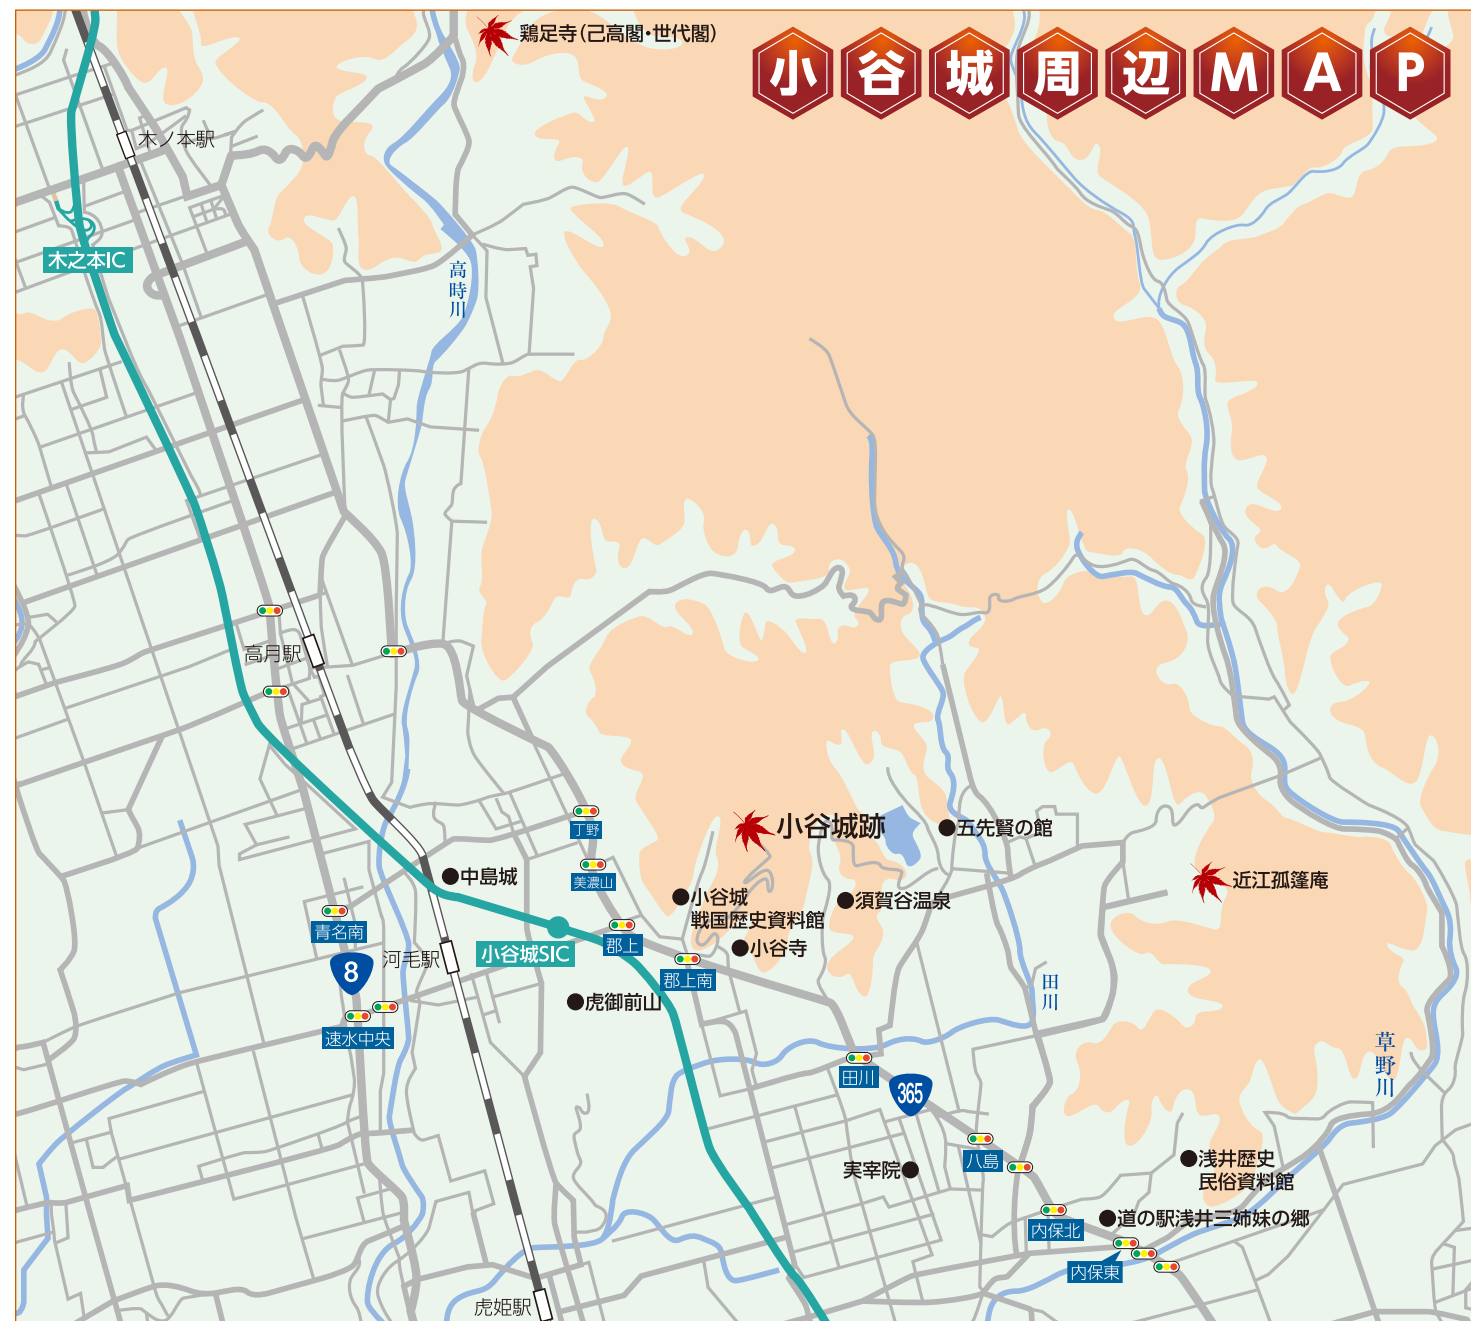 鶏足寺（己高閣・世代閣）
小谷城周辺MAP
木ノ本駅
木之本IC
高時川
高月駅
丁野
小谷城跡
五先賢の館
美濃山
中島城
近江孤篷庵
小谷城
戦国歴史資料館
須賀谷温泉
青名南
郡上
小谷城SIC
小谷寺
河毛駅
8
郡上南
虎御前山
田川
速水中央
草野川
田川
365
八島
実宰院
浅井歴史
民俗資料館
内保北
道の駅浅井三姉妹の郷
内保東
虎姫駅